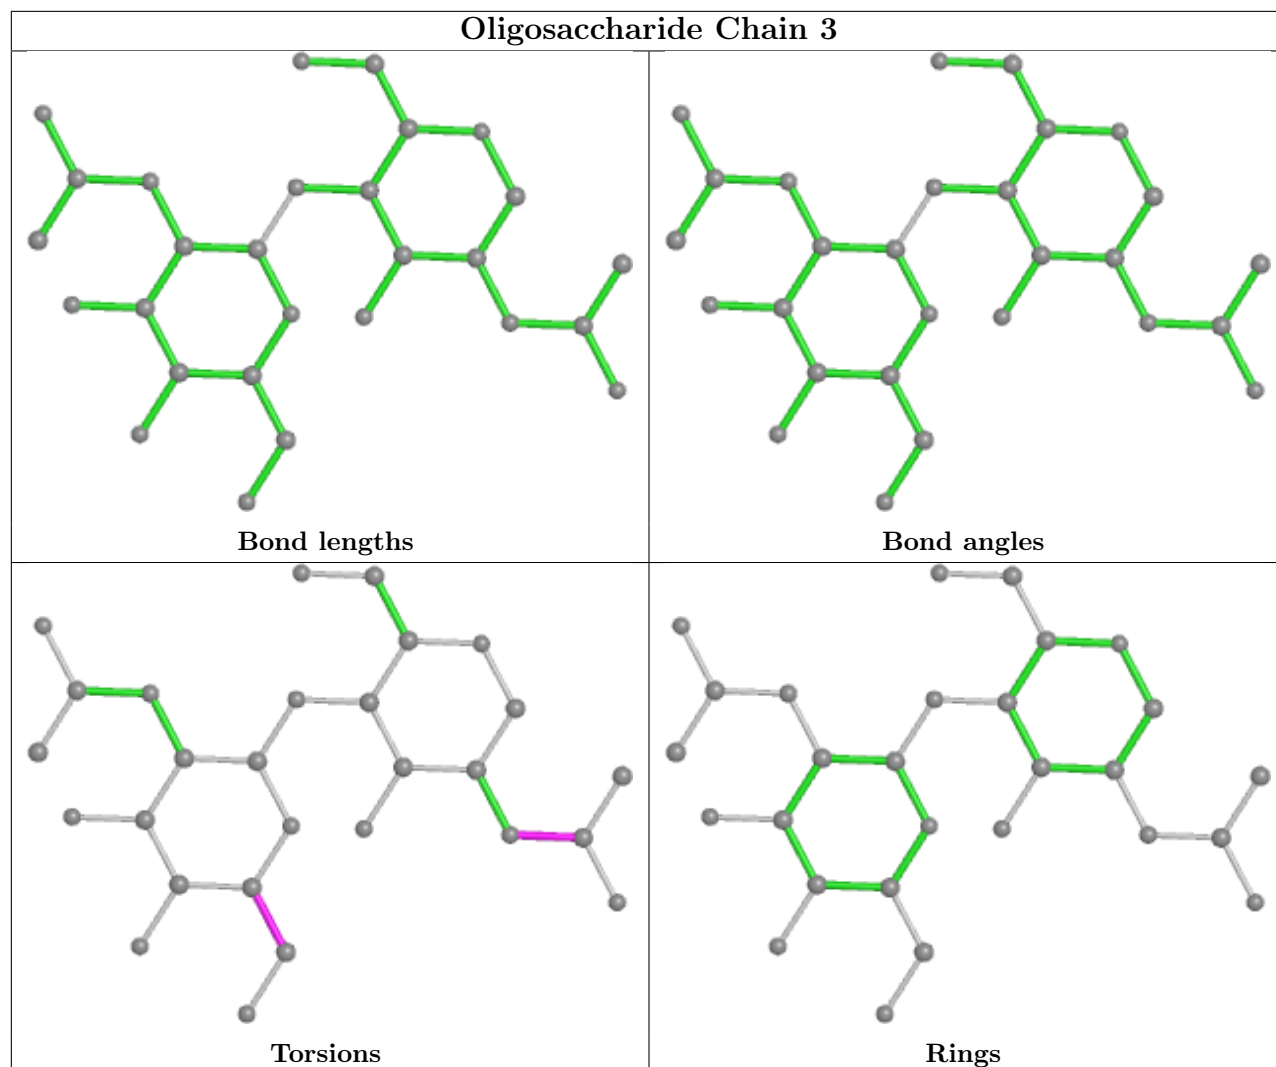 Oligosaccharide Chain 3
Bond lengths
Bond angles
Torsions
Rings